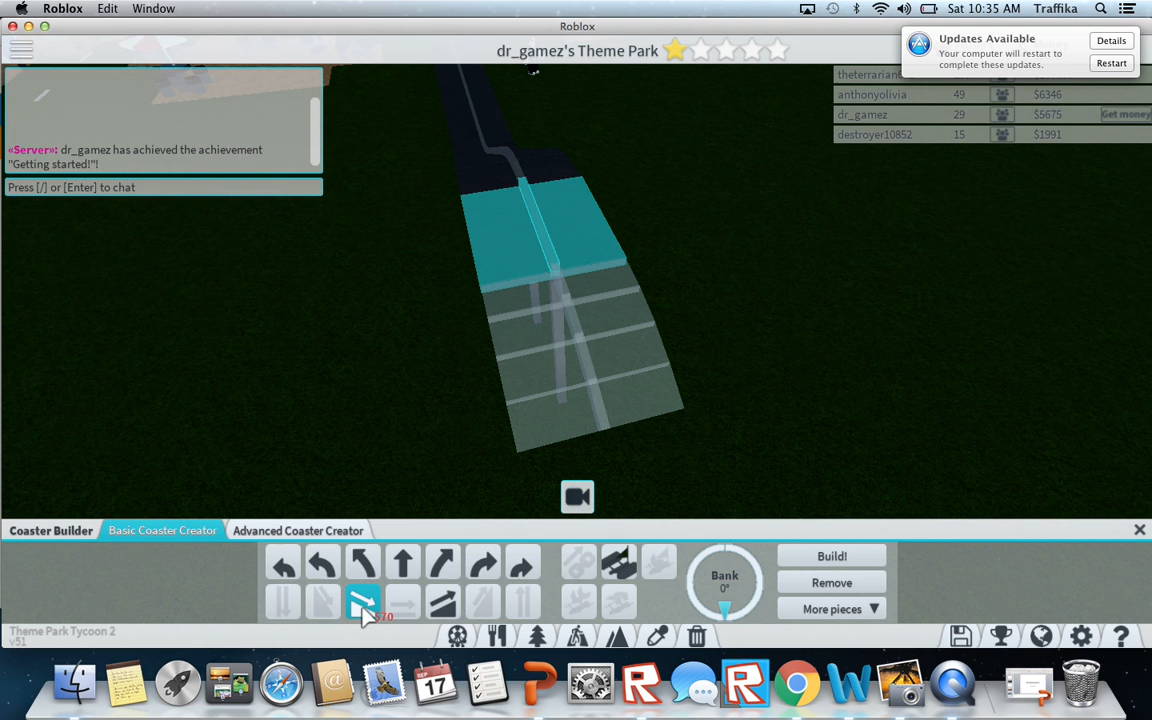 Roblox Edit Window Sat 10:35 AM Traffika
Roblox
dr_gamez's Theme Park
Updates Available
Your computer will restart to
complete these updates.
Details
Restart
«Server»: dr_gamez has achieved the achievement
"Getting started!"!
Press [/] or [Enter] to chat
theterrarian
anthonyolivia 49 $6346
dr_gamez 29 $5675 Get money
destroyer10852 15 $1991
Coaster Builder Basic Coaster Creator Advanced Coaster Creator
Bank
0°
Build!
Remove
More pieces
Theme Park Tycoon 2
v51
SEP
17